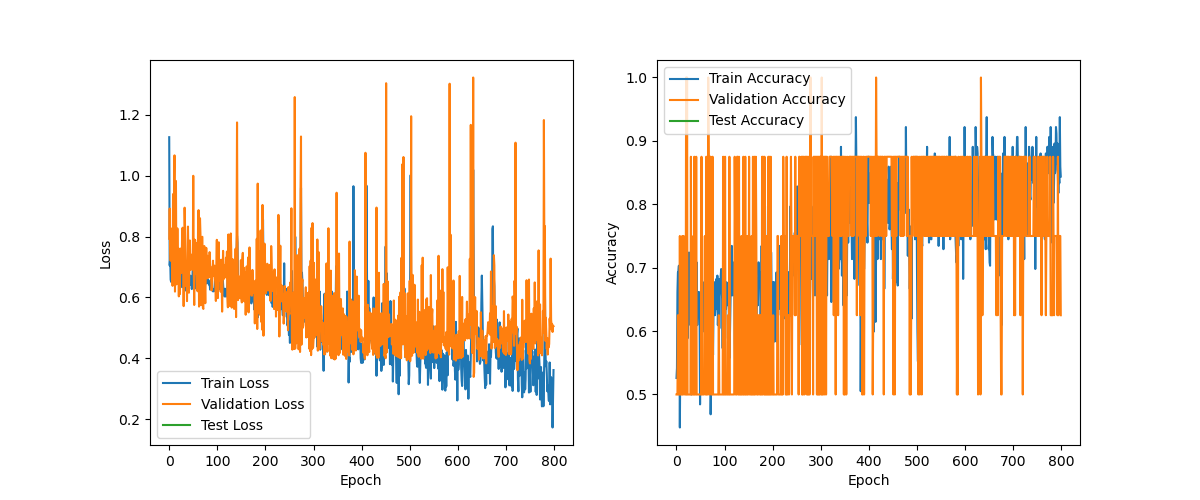 1.2
1.0
0.8
0.6
0.4
0.2
Loss
Train Loss
Validation Loss
Test Loss
0 100 200 300 400 500 600 700 800
Epoch
1.0
0.9
0.8
0.7
0.6
0.5
Accuracy
Train Accuracy
Validation Accuracy
Test Accuracy
0 100 200 300 400 500 600 700 800
Epoch